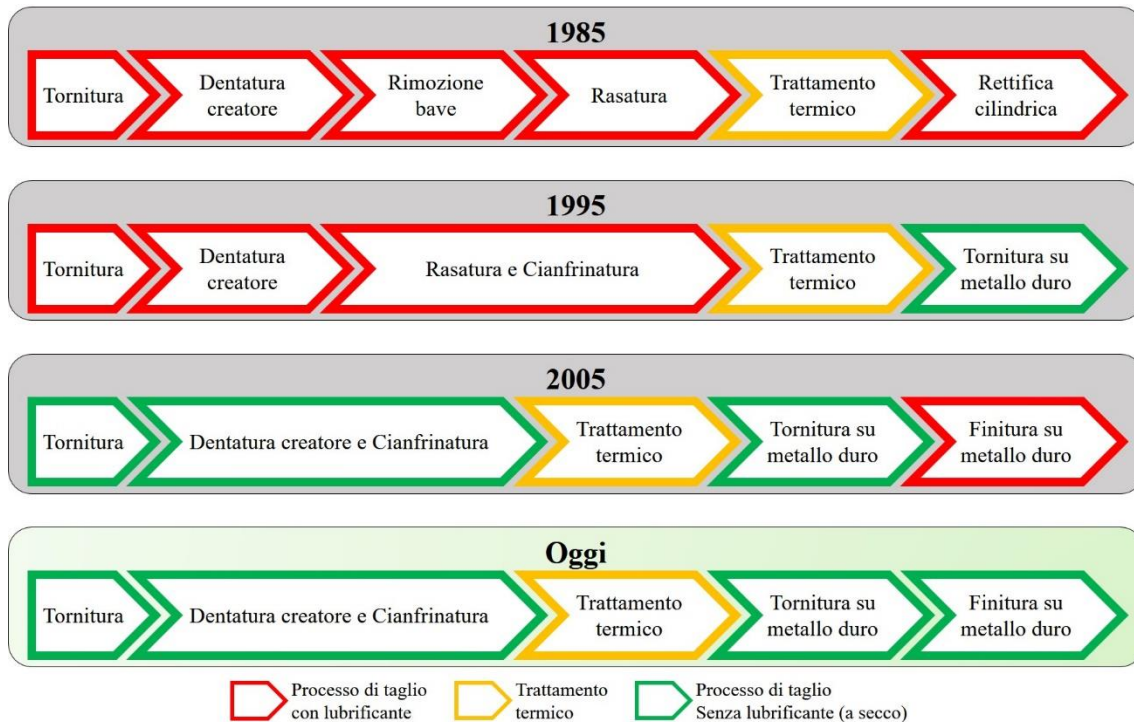 1985
Tornitura
Dentatura
creatore
Rimozione
bave
Rasatura
Trattamento
termico
Rettifica
cilindrica
1995
Tornitura
Dentatura
creatore
Rasatura e Cianfrinatura
Trattamento
termico
Tornitura su
metallo duro
2005
Tornitura
Dentatura creatore e Cianfrinatura
Trattamento
termico
Tornitura su
metallo duro
Finitura su
metallo duro
Oggi
Tornitura
Dentatura creatore e Cianfrinatura
Trattamento
termico
Tornitura su
metallo duro
Finitura su
metallo duro
Processo di taglio
con lubrificante
Trattamento
termico
Processo di taglio
Senza lubrificante (a secco)